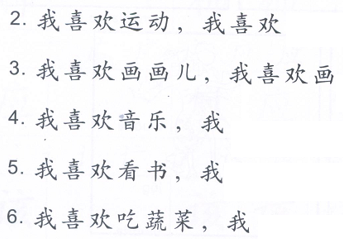 2. 我喜欢运动，我喜欢
3. 我喜欢画画儿，我喜欢画
4. 我喜欢音乐，我
5. 我喜欢看书，我
6. 我喜欢吃蔬菜，我